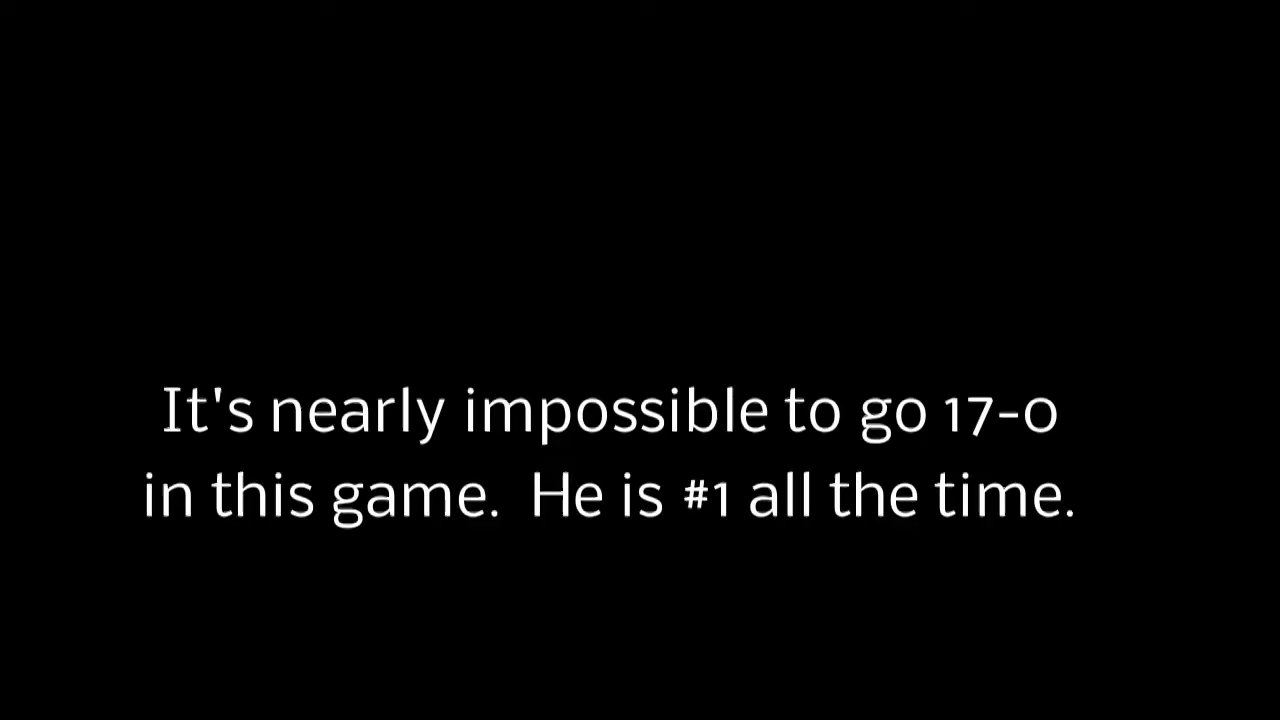 It's nearly impossible to go 17-0
in this game.  He is #1 all the time.